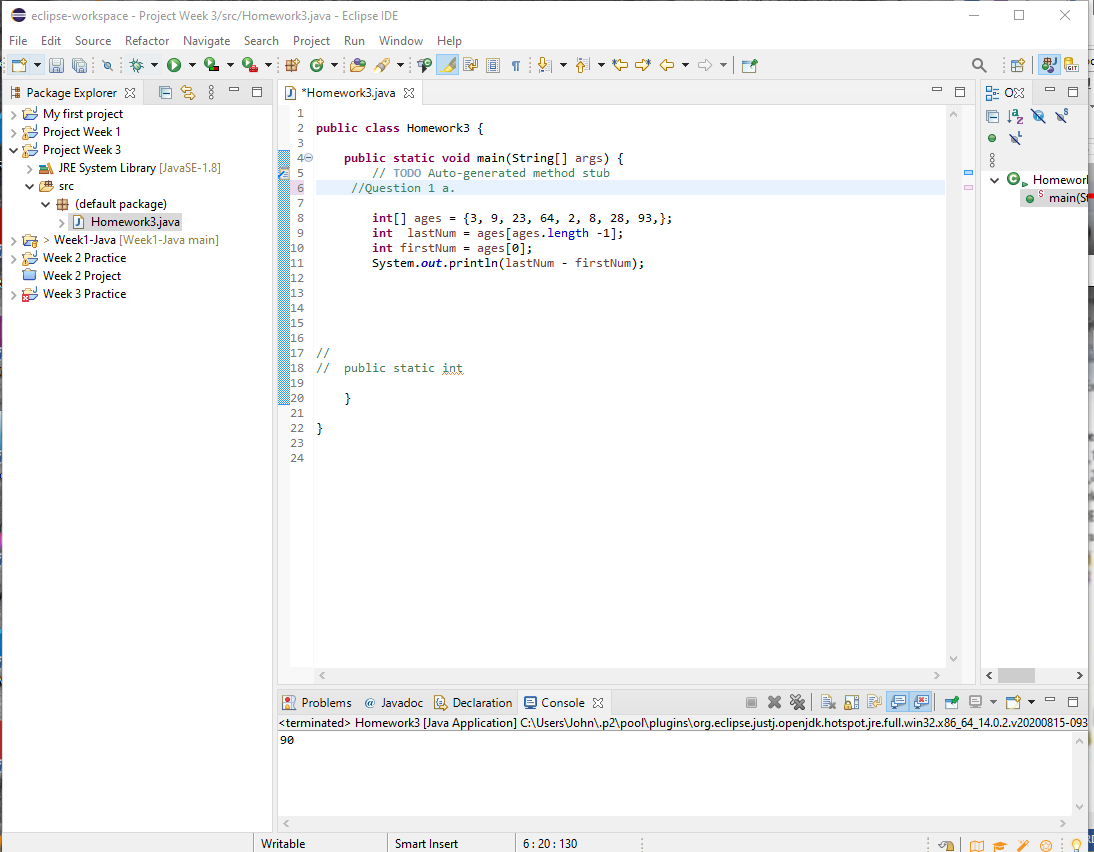 eclipse-workspace - Project Week 3/src/Homework3.java - Eclipse IDE
File Edit Source Refactor Navigate Search Project Run Window Help
Package Explorer
My first project
Project Week 1
Project Week 3
JRE System Library [JavaSE-1.8]
src
(default package)
Homework3.java
> Week1-Java [Week1-Java main]
Week 2 Practice
Week 2 Project
Week 3 Practice
*Homework3.java
1
2 public class Homework3 {
3
4 public static void main(String[] args) {
5 // TODO Auto-generated method stub
6 //Question 1 a.
7
8 int[] ages = {3, 9, 23, 64, 2, 8, 28, 93,};
9 int  lastNum = ages[ages.length -1];
10 int firstNum = ages[0];
11 System.out.println(lastNum - firstNum);
12
13
14
15
16
17 //
18 //  public static int
19
20 }
21
22 }
23
24
Homework
main(St
Problems @ Javadoc Declaration Console
<terminated> Homework3 [Java Application] C:\Users\John\.p2\pool\plugins\org.eclipse.justj.openjdk.hotspot.jre.full.win32.x86_64_14.0.2.v20200815-093
90
Writable Smart Insert 6 : 20 : 130